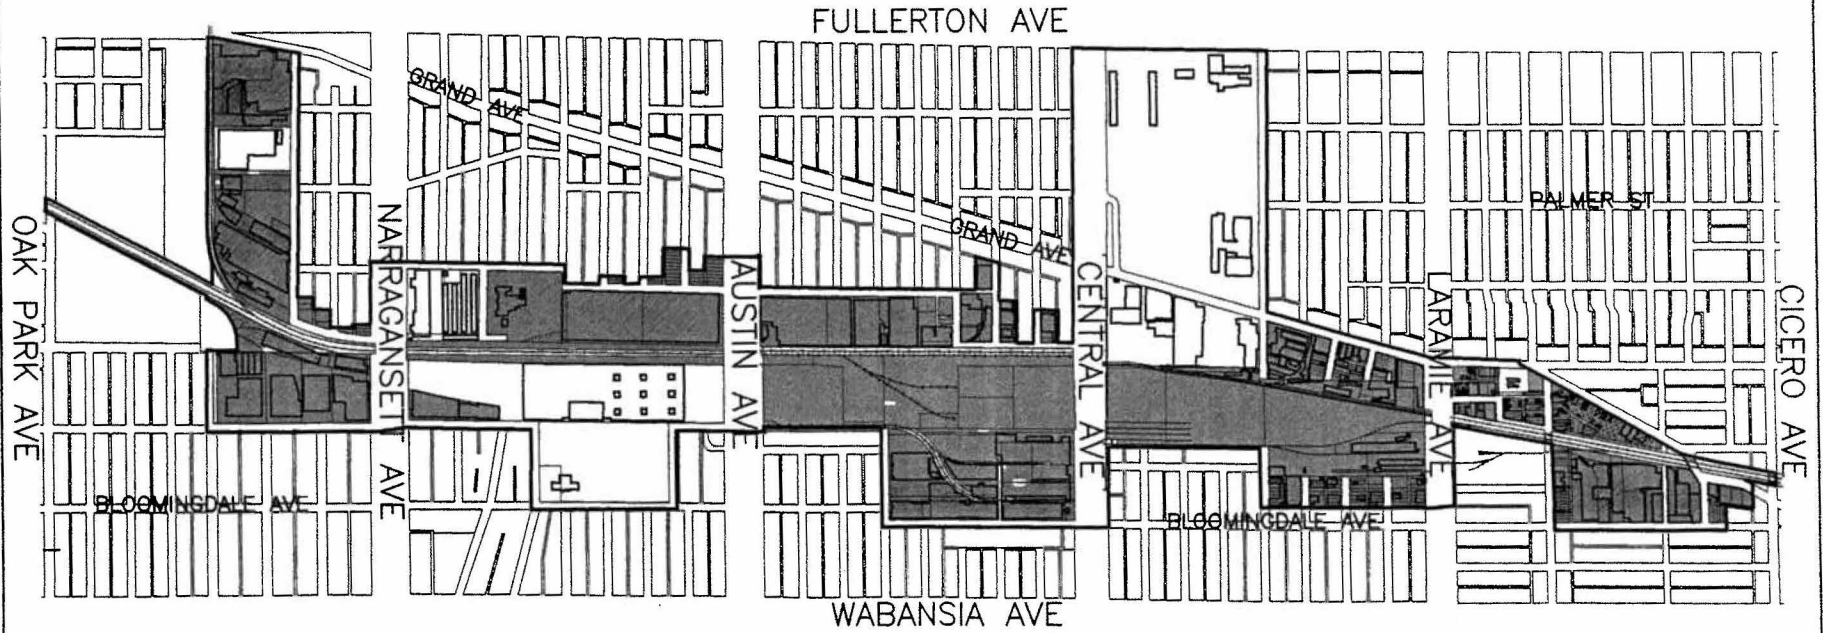 FULLERTON AVE
GRAND AVE
PALMER ST
GRAND AVE
OAK PARK AVE
NARRAGANSETT AVE
AUSTIN AVE
CENTRAL AVE
LARAMIE AVE
CICERO AVE
BLOOMINGDALE AVE
BLOOMINGDALE AVE
WABANSIA AVE